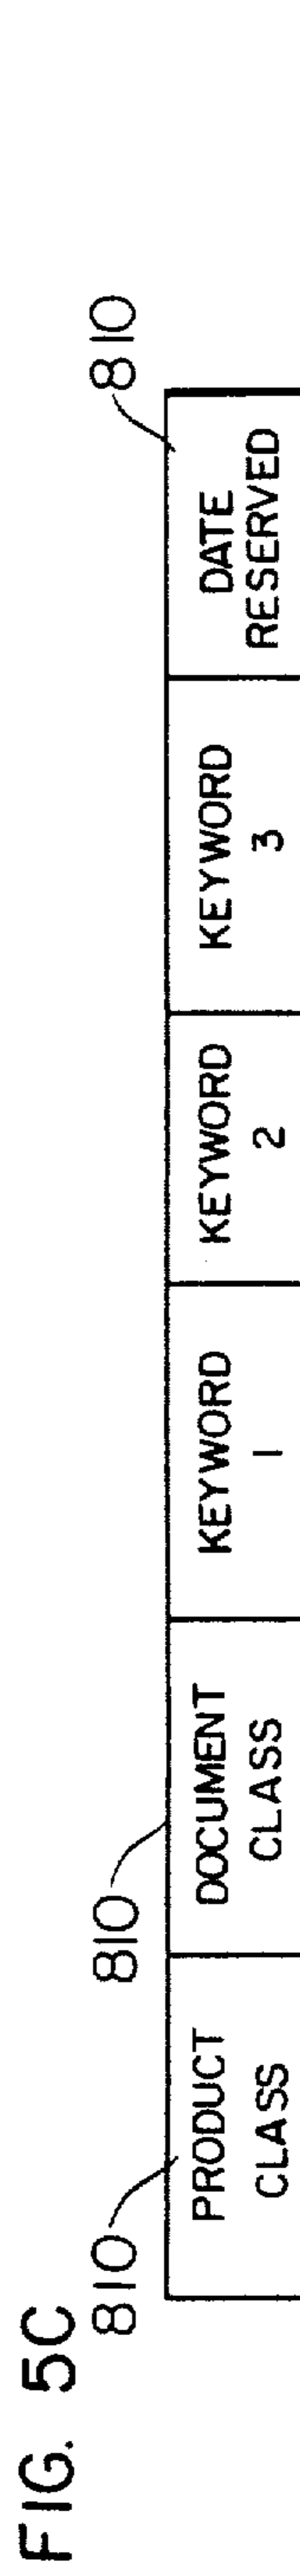 FIG. 5C
810
810
810
PRODUCT
CLASS
DOCUMENT
CLASS
KEYWORD
1
KEYWORD
2
KEYWORD
3
DATE
RESERVED